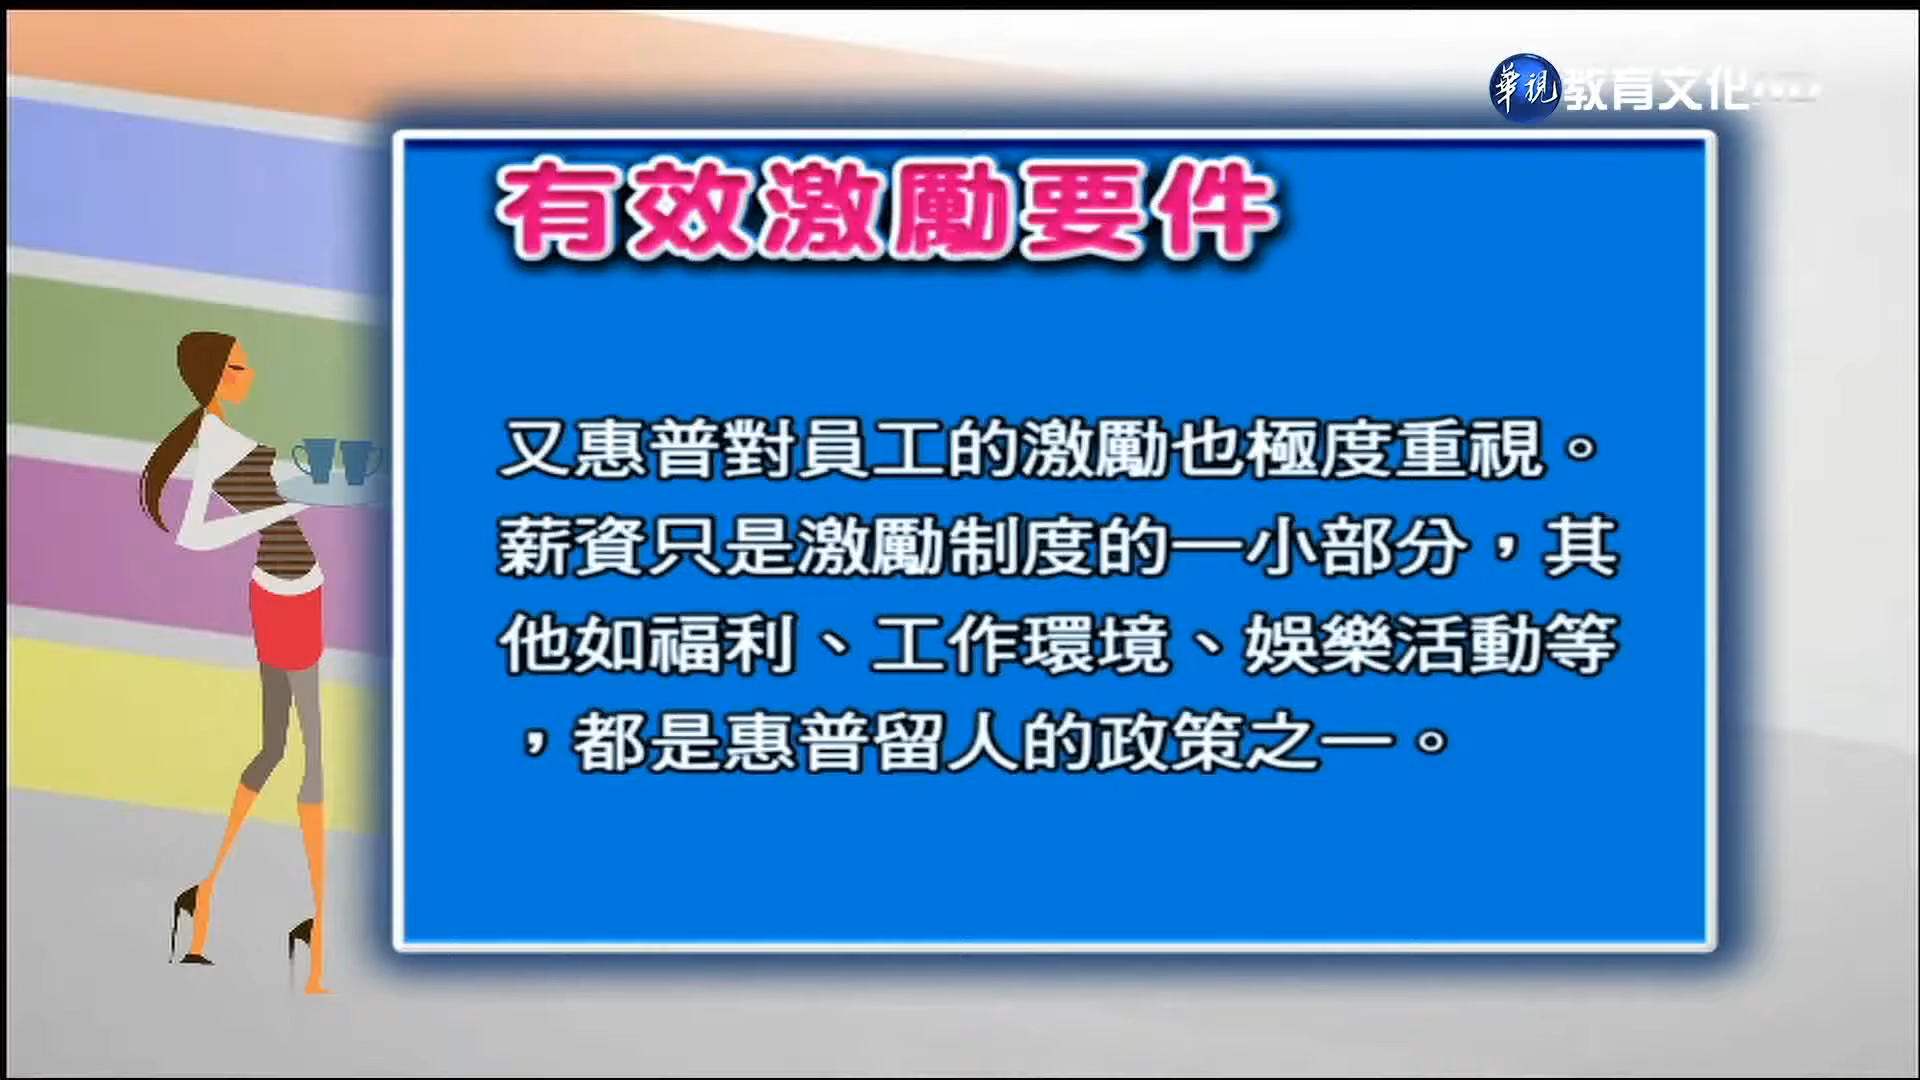 華視 教育文化
有效激勵要件
又惠普對員工的激勵也極度重視。
薪資只是激勵制度的一小部分，其
他如福利、工作環境、娛樂活動等
，都是惠普留人的政策之一。